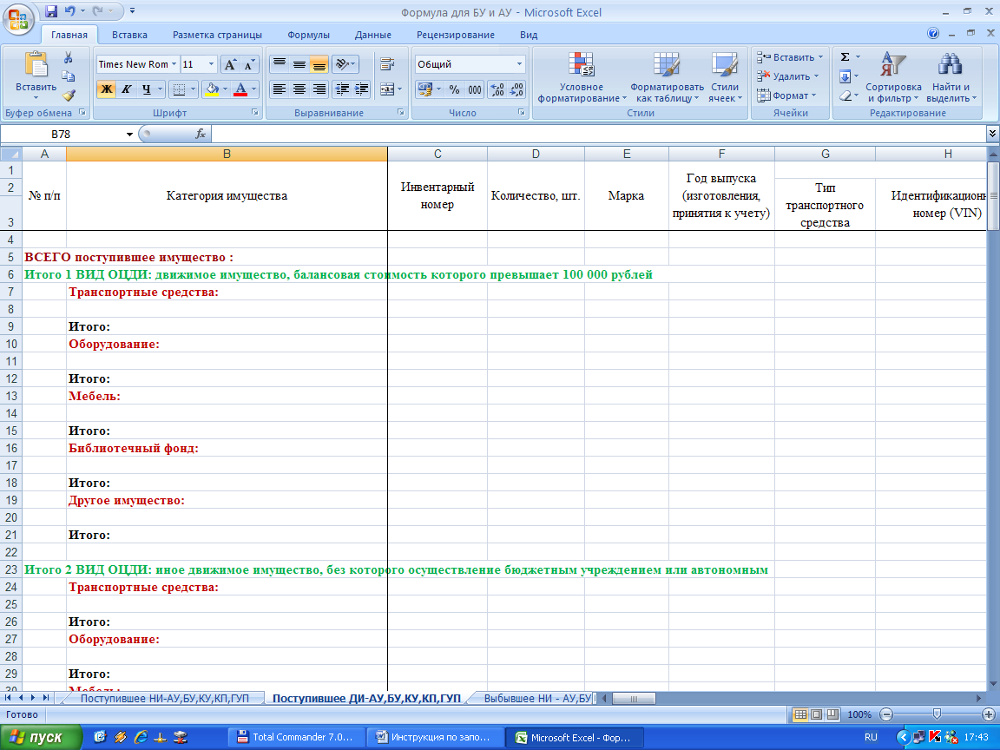 Формула для БУ и АУ - Microsoft Excel
Главная Вставка Разметка страницы Формулы Данные Рецензирование Вид
Вставить
Буфер обмена
Times New Rom 11
Ж К Ч
Шрифт
Выравнивание
Общий
% 000
Число
Условное форматирование
Форматировать как таблицу
Стили ячеек
Стили
Вставить
Удалить
Формат
Ячейки
Σ
Сортировка и фильтр
Найти и выделить
Редактирование
B78 fx
A B C D E F G H
1
2
3
№ п/п Категория имущества Инвентарный номер Количество, шт. Марка Год выпуска (изготовления, принятия к учету) Тип транспортного средства Идентификационн номер (VIN)
4
5 ВСЕГО поступившее имущество :
6 Итого 1 ВИД ОЦДИ: движимое имущество, балансовая стоимость которого превышает 100 000 рублей
7 Транспортные средства:
8
9 Итого:
10 Оборудование:
11
12 Итого:
13 Мебель:
14
15 Итого:
16 Библиотечный фонд:
17
18 Итого:
19 Другое имущество:
20
21 Итого:
22
23 Итого 2 ВИД ОЦДИ: иное движимое имущество, без которого осуществление бюджетным учреждением или автономным
24 Транспортные средства:
25
26 Итого:
27 Оборудование:
28
29 Итого:
30 Мебель:
Поступившее НИ-АУ,БУ,КУ,КП,ГУП Поступившее ДИ-АУ,БУ,КУ,КП,ГУП Выбывшее НИ - АУ,БУ
Готово 100%
пуск Total Commander 7.0... Инструкция по запо... Microsoft Excel - Фор... RU 17:43